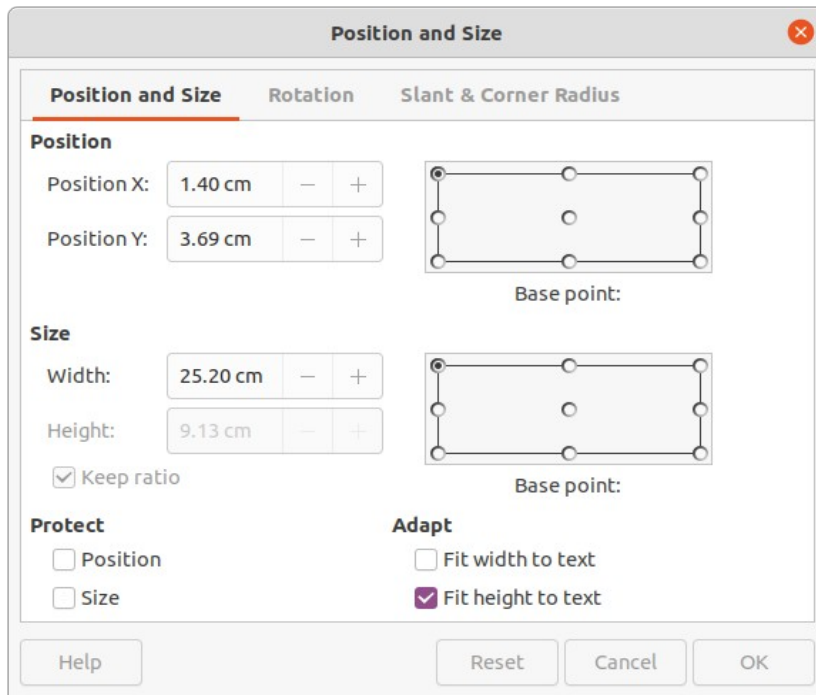 Position and Size
Position and Size Rotation Slant & Corner Radius
Position
Position X: 1.40 cm − +
Position Y: 3.69 cm − +
Base point:
Size
Width: 25.20 cm − +
Height: 9.13 cm − +
Keep ratio
Base point:
Protect Adapt
Position Fit width to text
Size Fit height to text
Help Reset Cancel OK